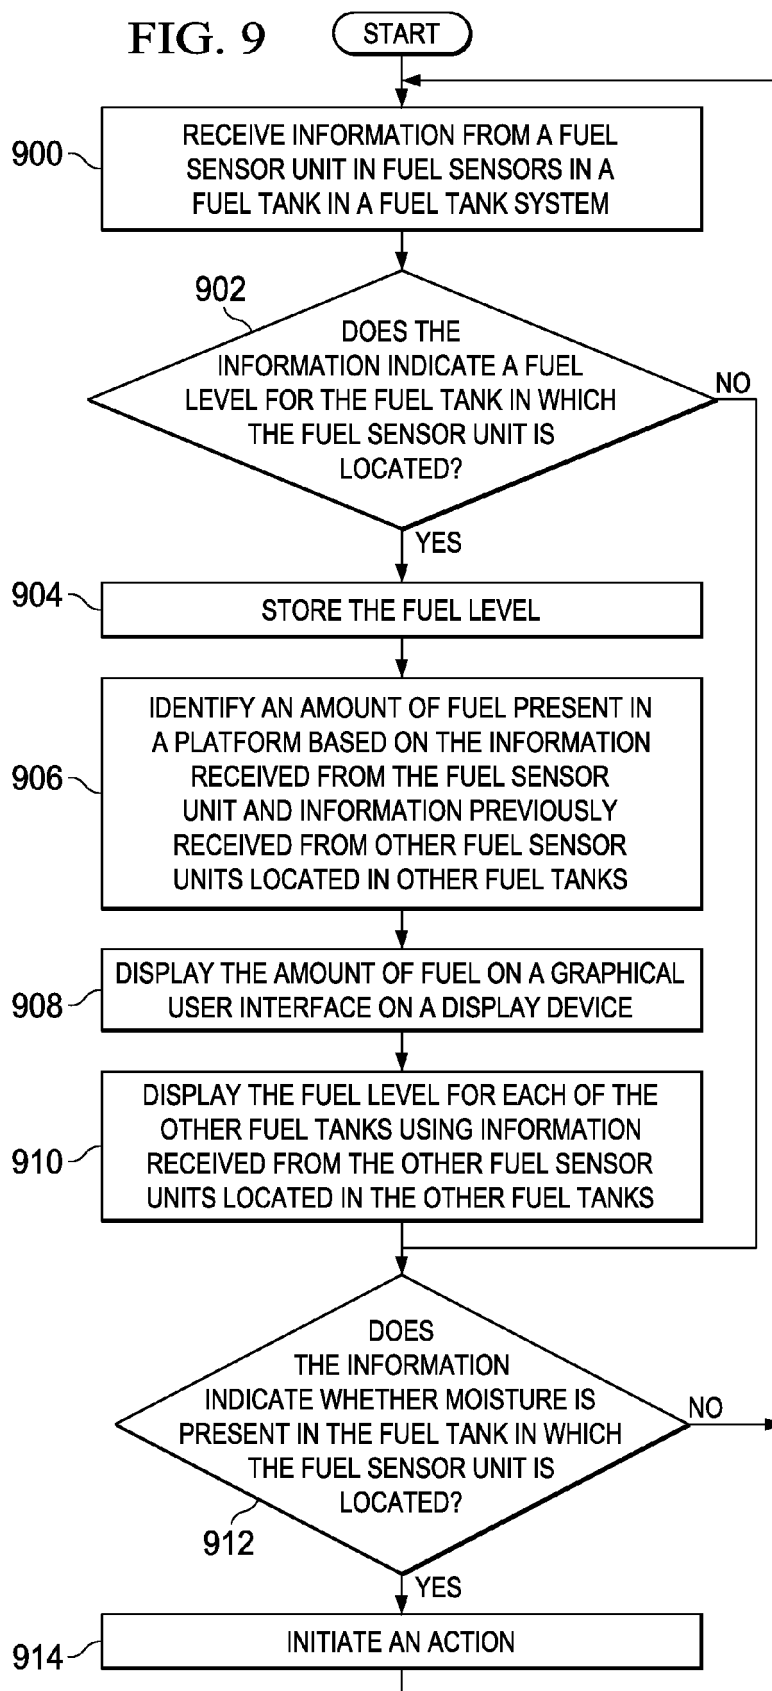 FIG. 9
START
900
RECEIVE INFORMATION FROM A FUEL
SENSOR UNIT IN FUEL SENSORS IN A
FUEL TANK IN A FUEL TANK SYSTEM
902
DOES THE
INFORMATION INDICATE A FUEL
LEVEL FOR THE FUEL TANK IN WHICH
THE FUEL SENSOR UNIT IS
LOCATED?
NO
YES
904
STORE THE FUEL LEVEL
906
IDENTIFY AN AMOUNT OF FUEL PRESENT IN
A PLATFORM BASED ON THE INFORMATION
RECEIVED FROM THE FUEL SENSOR
UNIT AND INFORMATION PREVIOUSLY
RECEIVED FROM OTHER FUEL SENSOR
UNITS LOCATED IN OTHER FUEL TANKS
908
DISPLAY THE AMOUNT OF FUEL ON A GRAPHICAL
USER INTERFACE ON A DISPLAY DEVICE
910
DISPLAY THE FUEL LEVEL FOR EACH OF THE
OTHER FUEL TANKS USING INFORMATION
RECEIVED FROM THE OTHER FUEL SENSOR
UNITS LOCATED IN THE OTHER FUEL TANKS
DOES
THE INFORMATION
INDICATE WHETHER MOISTURE IS
PRESENT IN THE FUEL TANK IN WHICH
THE FUEL SENSOR UNIT IS
LOCATED?
NO
912
YES
914
INITIATE AN ACTION